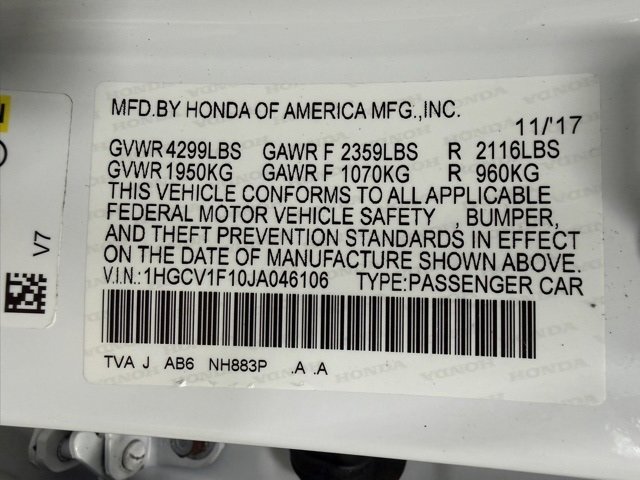 MFD.BY HONDA OF AMERICA MFG.,INC.
11/'17
GVWR 4299LBS GAWR F 2359LBS R 2116LBS
GVWR 1950KG GAWR F 1070KG R 960KG
THIS VEHICLE CONFORMS TO ALL APPLICABLE
FEDERAL MOTOR VEHICLE SAFETY , BUMPER,
AND THEFT PREVENTION STANDARDS IN EFFECT
ON THE DATE OF MANUFACTURE SHOWN ABOVE.
V.I.N.:1HGCV1F10JA046106 TYPE:PASSENGER CAR
TVA J AB6 NH883P .A .A
V7